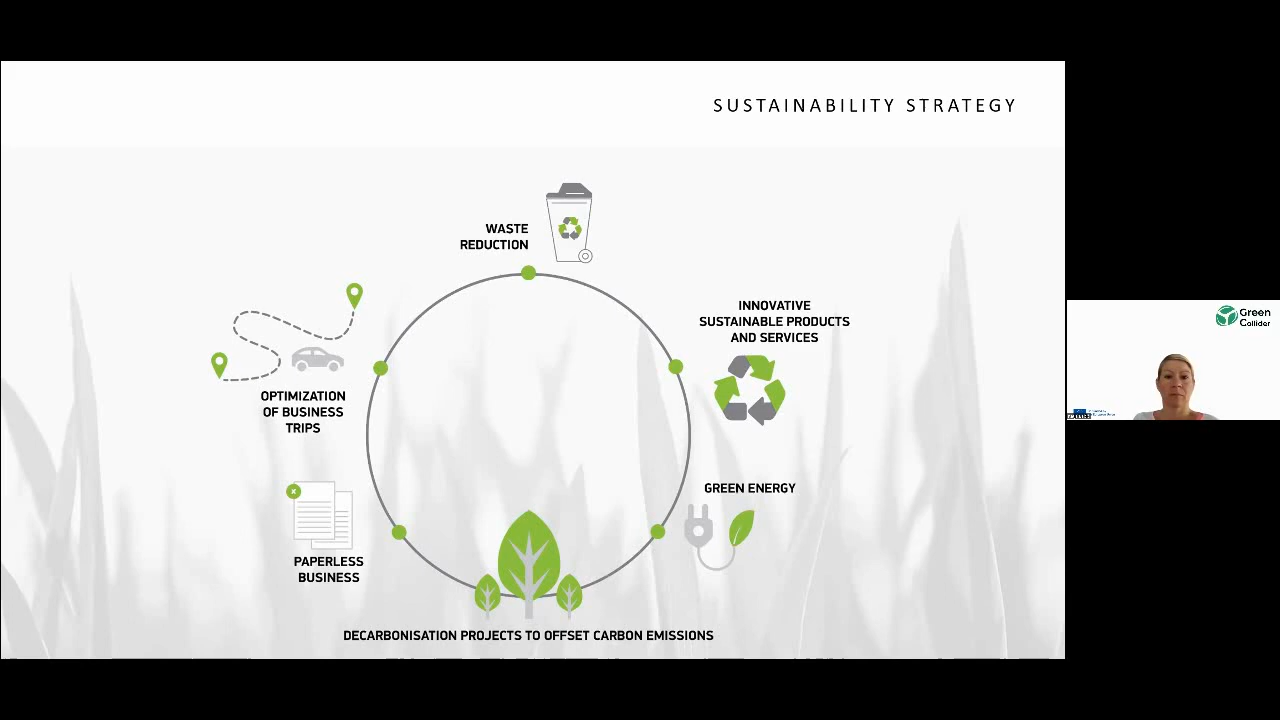 SUSTAINABILITY STRATEGY
WASTE
REDUCTION
INNOVATIVE
SUSTAINABLE PRODUCTS
AND SERVICES
OPTIMIZATION
OF BUSINESS
TRIPS
GREEN ENERGY
PAPERLESS
BUSINESS
DECARBONISATION PROJECTS TO OFFSET CARBON EMISSIONS
Green
Collider